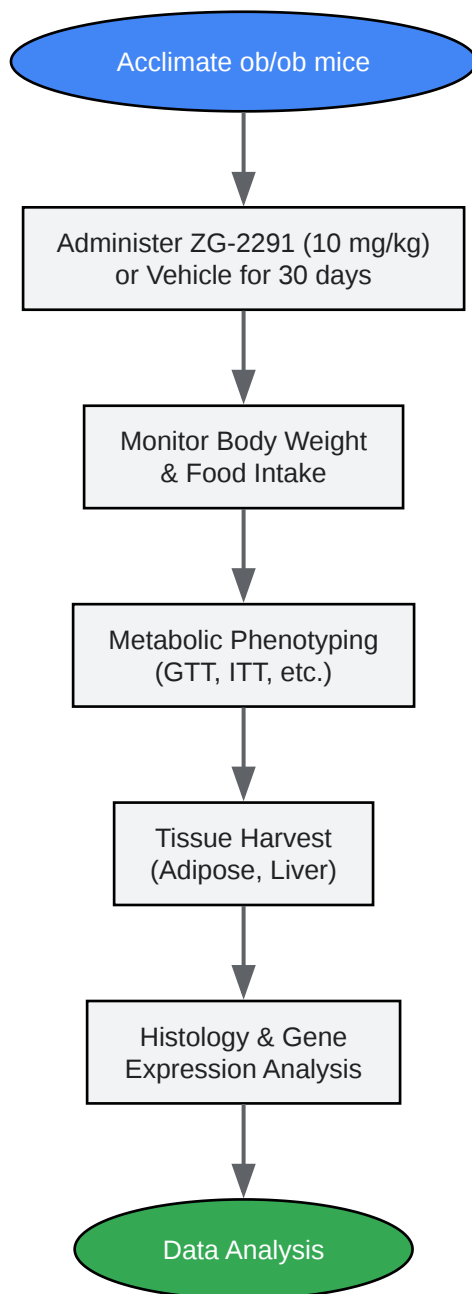 Acclimate ob/ob mice
Administer ZG-2291 (10 mg/kg)
or Vehicle for 30 days
Monitor Body Weight
& Food Intake
Metabolic Phenotyping
(GTT, ITT, etc.)
Tissue Harvest
(Adipose, Liver)
Histology & Gene
Expression Analysis
Data Analysis